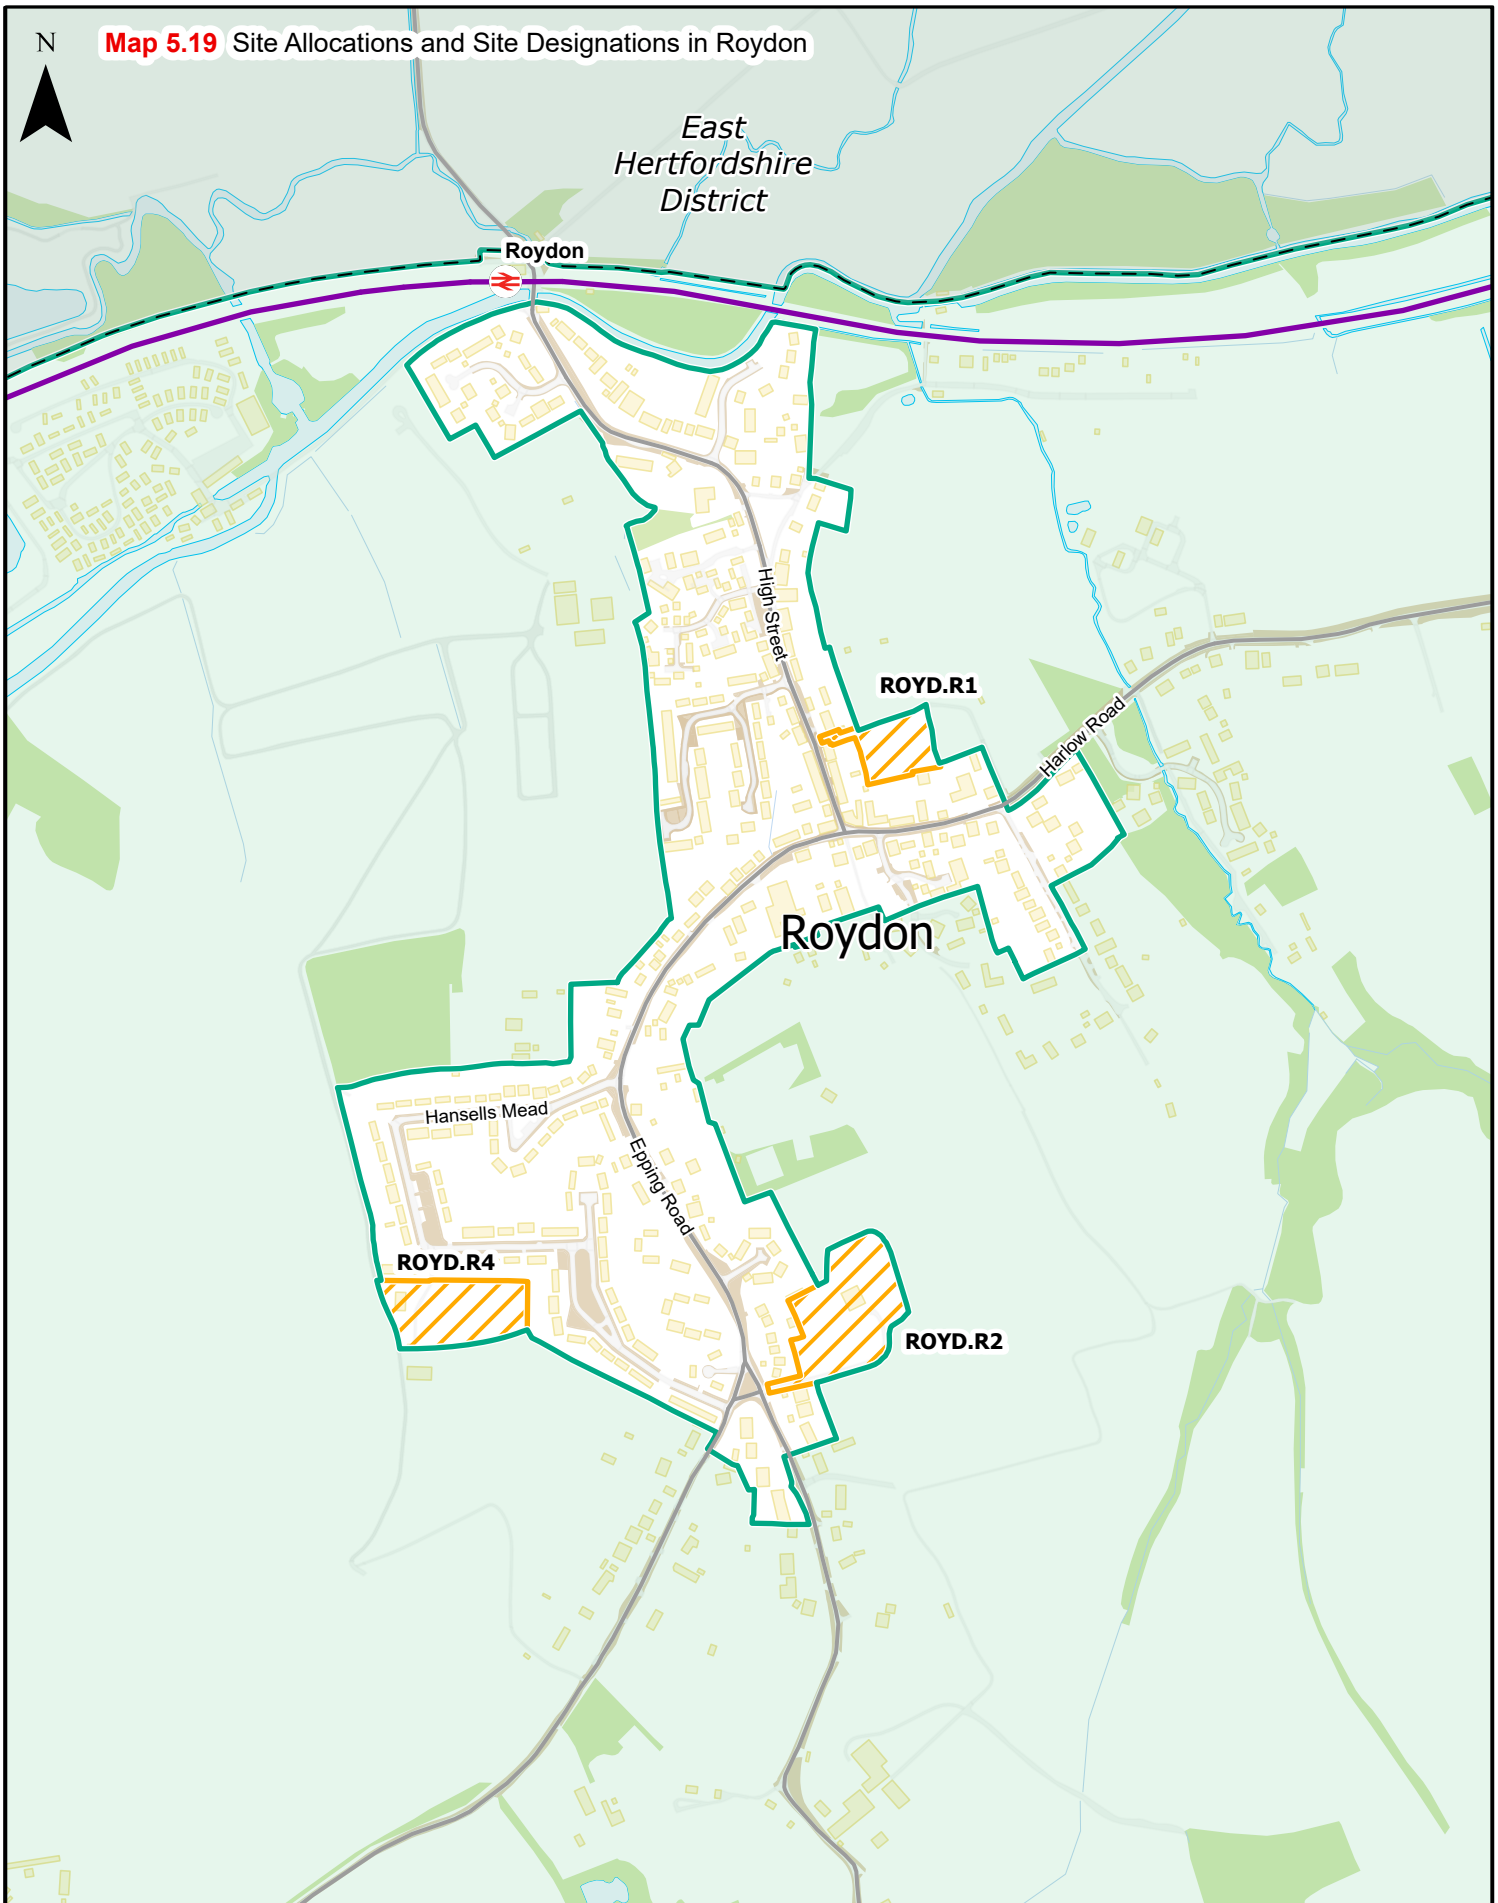 N
Map 5.19 Site Allocations and Site Designations in Roydon
East
Hertfordshire
District
Roydon
High Street
ROYD.R1
Harlow Road
Roydon
Hansells Mead
Epping Road
ROYD.R4
ROYD.R2